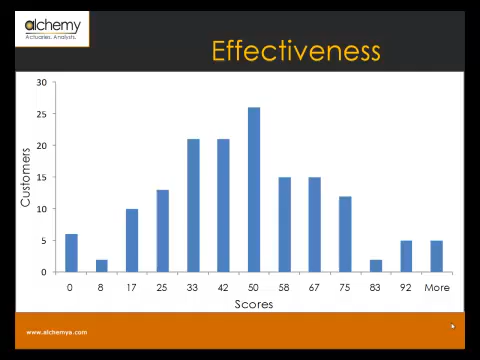 alchemy
Actuaries. Analysts.
Effectiveness
30
25
20
15
10
5
0
Customers
0 8 17 25 33 42 50 58 67 75 83 92 More
Scores
www.alchemya.com